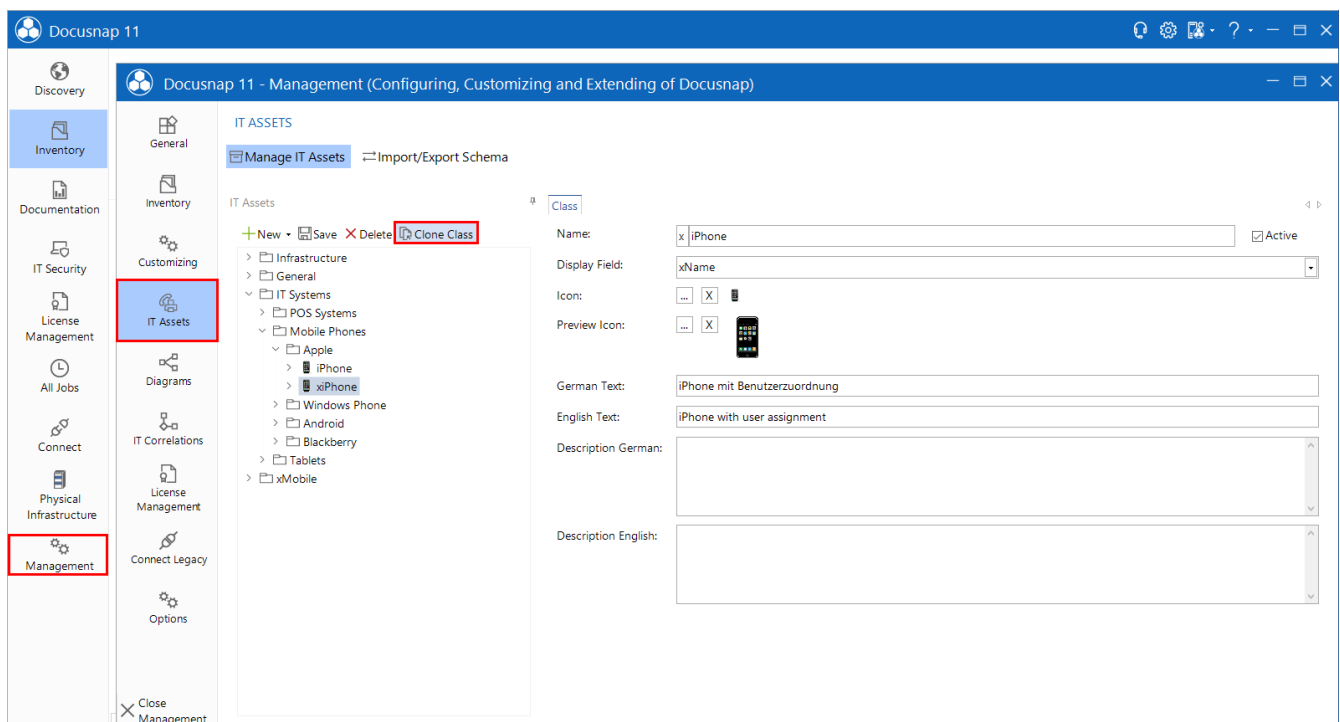 Docusnap 11
?
Discovery
Inventory
Documentation
IT Security
License
Management
All Jobs
Connect
Physical
Infrastructure
Management
Docusnap 11 - Management (Configuring, Customizing and Extending of Docusnap)
General
Inventory
Customizing
IT Assets
Diagrams
IT Correlations
License
Management
Connect Legacy
Options
Close
Management
IT ASSETS
Manage IT Assets
Import/Export Schema
IT Assets
New
Save
Delete
Clone Class
Infrastructure
General
IT Systems
POS Systems
Mobile Phones
Apple
iPhone
xiPhone
Windows Phone
Android
Blackberry
Tablets
xMobile
Class
Name:
x iPhone
Active
Display Field:
xName
Icon:
... X
Preview Icon:
... X
German Text:
iPhone mit Benutzerzuordnung
English Text:
iPhone with user assignment
Description German:
Description English: